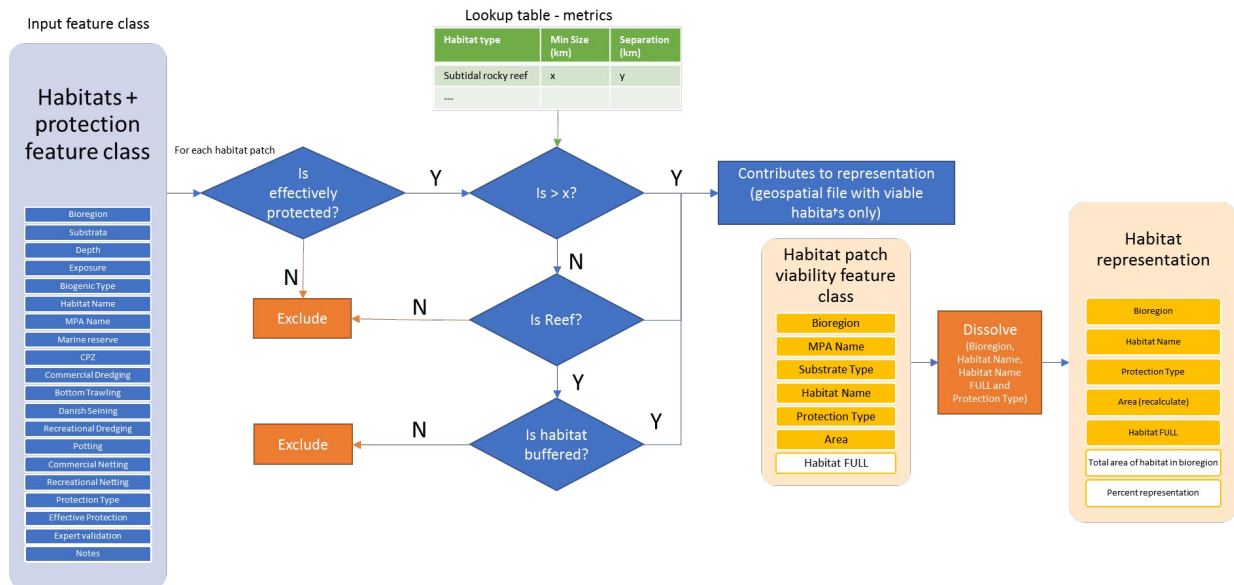 Input feature class
Habitats +
protection
feature class
Bioregion
Substrata
Depth
Exposure
Biogenic Type
Habitat Name
MPA Name
Marine reserve
CPZ
Commercial Dredging
Bottom Trawling
Danish Seining
Recreational Dredging
Potting
Commercial Netting
Recreational Netting
Protection Type
Effective Protection
Expert validation
Notes
Lookup table - metrics
Habitat type
Min Size
(km)
Separation
(km)
Subtidal rocky reef
x
y
---
For each habitat patch
Is
effectively
protected?
Y
Is > x?
Y
Contributes to representation
(geospatial file with viable
habita†s only)
N
N
Exclude
N
Is Reef?
Y
Exclude
N
Is habitat
buffered?
Y
Habitat patch
viability feature
class
Bioregion
MPA Name
Substrate Type
Habitat Name
Protection Type
Area
Habitat FULL
Dissolve
(Bioregion,
Habitat Name,
Habitat Name
FULL and
Protection Type)
Habitat
representation
Bioregion
Habitat Name
Protection Type
Area (recalculate)
Habitat FULL
Total area of habitat in bioregion
Percent representation